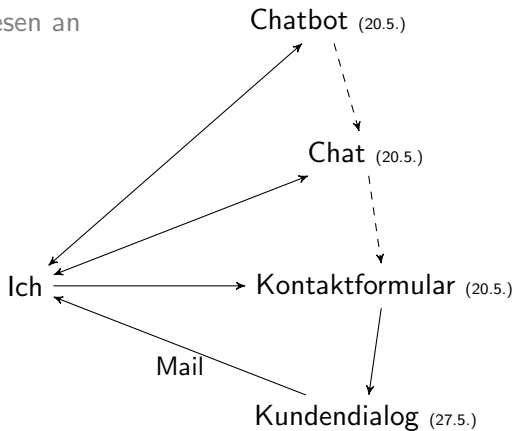 Chatbot (20.5.)
esen an
Chat (20.5.)
Ich
Kontaktformular (20.5.)
Mail
Kundendialog (27.5.)